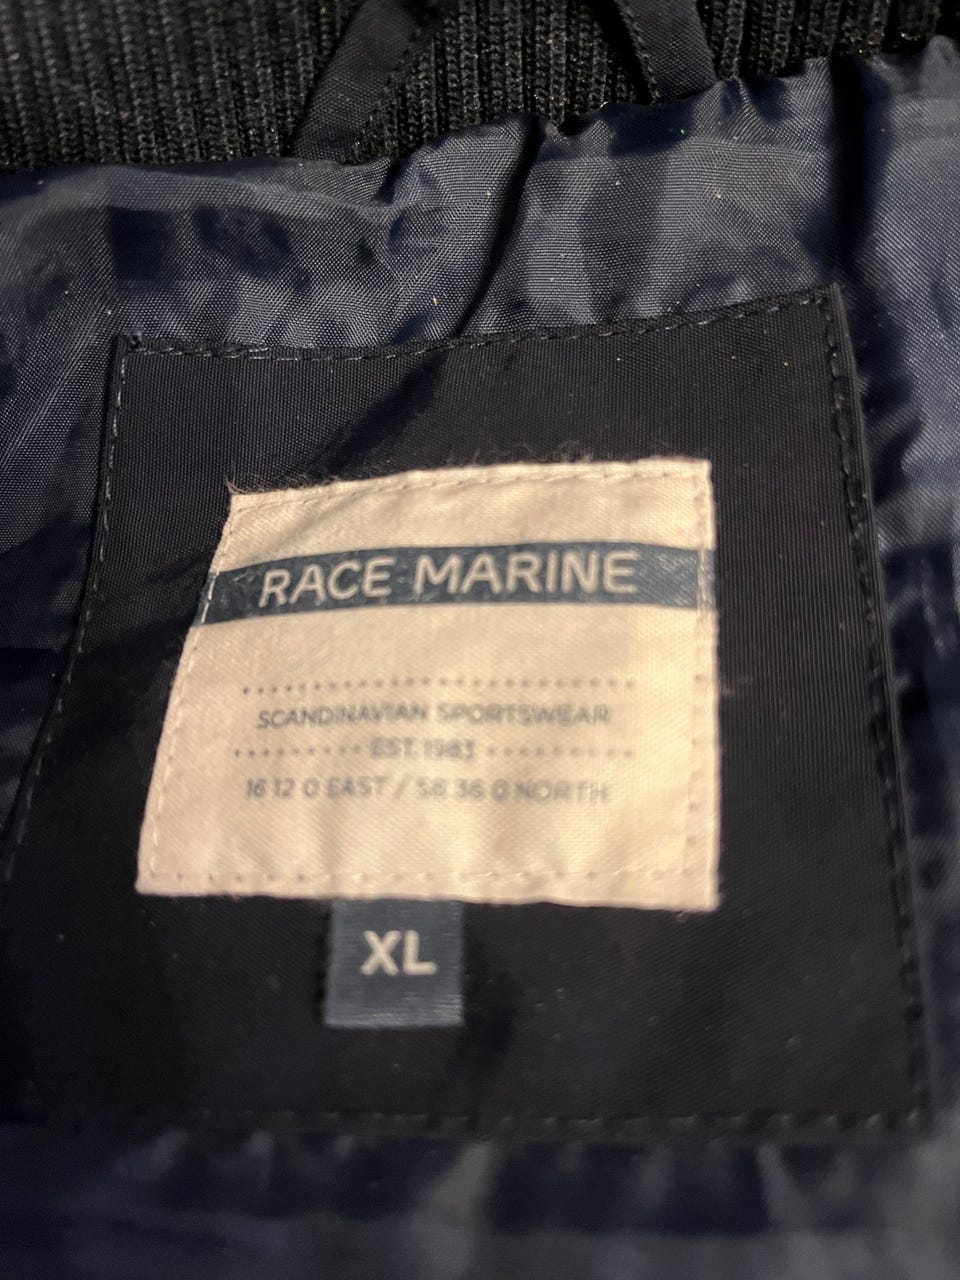 RACE MARINE
SCANDINAVIAN SPORTSWEAR
EST. 1983
16 12 0 EAST / 58 36 0 NORTH
XL